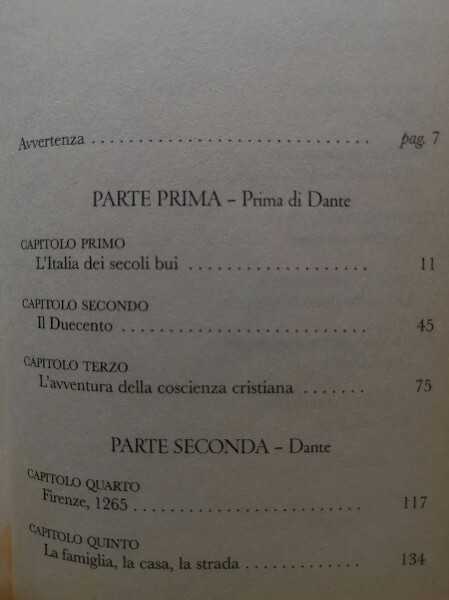 Avvertenza . . . . . . . . . . . . . . . . . . . . . . . . . . . . . pag. 7
PARTE PRIMA – Prima di Dante
CAPITOLO PRIMO
L'Italia dei secoli bui . . . . . . . . . . . . . . . . . . . 11
CAPITOLO SECONDO
Il Duecento . . . . . . . . . . . . . . . . . . . . . . . . . . 45
CAPITOLO TERZO
L'avventura della coscienza cristiana . . . . . . . 75
PARTE SECONDA – Dante
CAPITOLO QUARTO
Firenze, 1265 . . . . . . . . . . . . . . . . . . . . . . . . 117
CAPITOLO QUINTO
La famiglia, la casa, la strada . . . . . . . . . . . . . 134